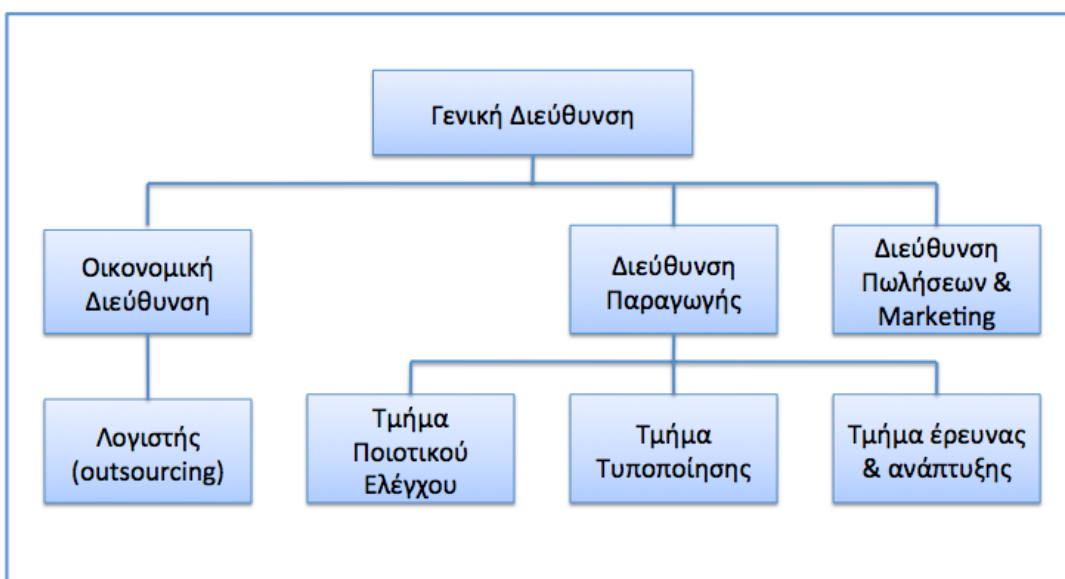 Γενική Διεύθυνση
Οικονομική
Διεύθυνση
Διεύθυνση
Παραγωγής
Διεύθυνση
Πωλήσεων &
Marketing
Λογιστής
(outsourcing)
Τμήμα
Ποιοτικού
Ελέγχου
Τμήμα
Τυποποίησης
Τμήμα έρευνας
& ανάπτυξης